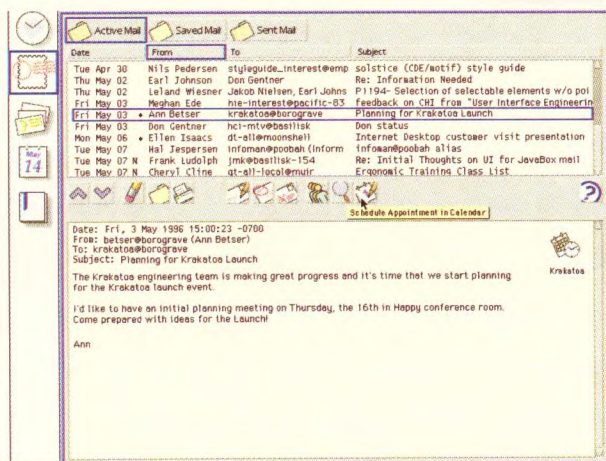 Active Mail Saved Mail Sent Mail
Date From To Subject
Tue Apr 30 Nils Pedersen styleguide_interest@emp solstice (CDE/motif) style guide
Thu May 02 Earl Johnson Don Gentner Re: Information Needed
Thu May 02 Leland Wiesner Jakob Nielsen, Earl Johns P1194- Selection of selectable elements w/o poi
Fri May 03 Meghan Ede hie-interest@pacific-83 feedback on CHI from "User Interface Engineerin
Fri May 03 • Ann Betser krakatoa@borograve Planning for Krakatoa Launch
Fri May 03 Don Gentner hci-mtv@basilisk Don status
Mon May 06 • Ellen Isaacs dt-all@moonshell Internet Desktop customer visit presentation
Tue May 07 Hal Jespersen infoman@poobah (Inform infoman@poobah alias
Tue May 07 N Frank Ludolph jmk@basilisk-154 Re: Initial Thoughts on UI for JavaBox mail
Tue May 07 N Cheryl Cline qt-all-local@muir Ergonomic Training Class List
May
14
?
Schedule Appointment in Calendar
Date: Fri, 3 May 1996 15:00:23 -0700
From: betser@borograve (Ann Betser)
To: krakatoa@borograve
Subject: Planning for Krakatoa Launch
Krakatoa
The Krakatoa engineering team is making great progress and it's time that we start planning
for the Krakatoa launch event.
I'd like to have an initial planning meeting on Thursday, the 16th in Happy conference room.
Come prepared with ideas for the Launch!
Ann